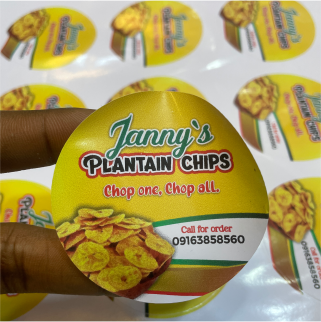 Janny's
PLANTAIN CHIPS
Chop one. Chop all.
Call for order
09163858560